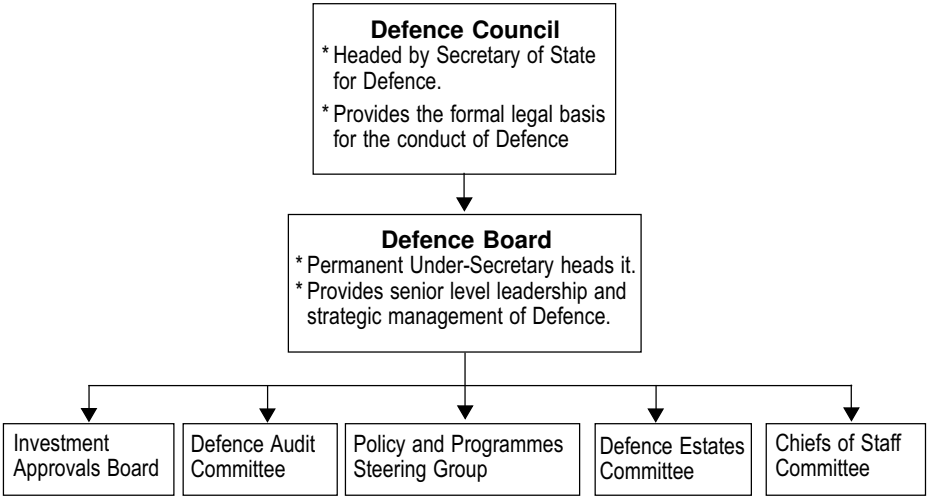 Defence Council
* Headed by Secretary of State
for Defence.
* Provides the formal legal basis
for the conduct of Defence
Defence Board
* Permanent Under-Secretary heads it.
* Provides senior level leadership and
strategic management of Defence.
Investment
Approvals Board
Defence Audit
Committee
Policy and Programmes
Steering Group
Defence Estates
Committee
Chiefs of Staff
Committee